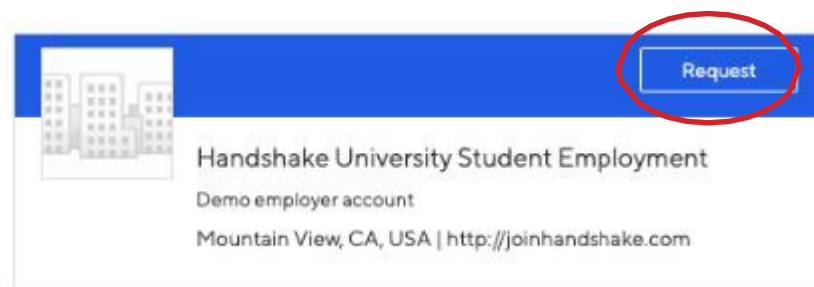 Request
Handshake University Student Employment
Demo employer account
Mountain View, CA, USA | http://joinhandshake.com